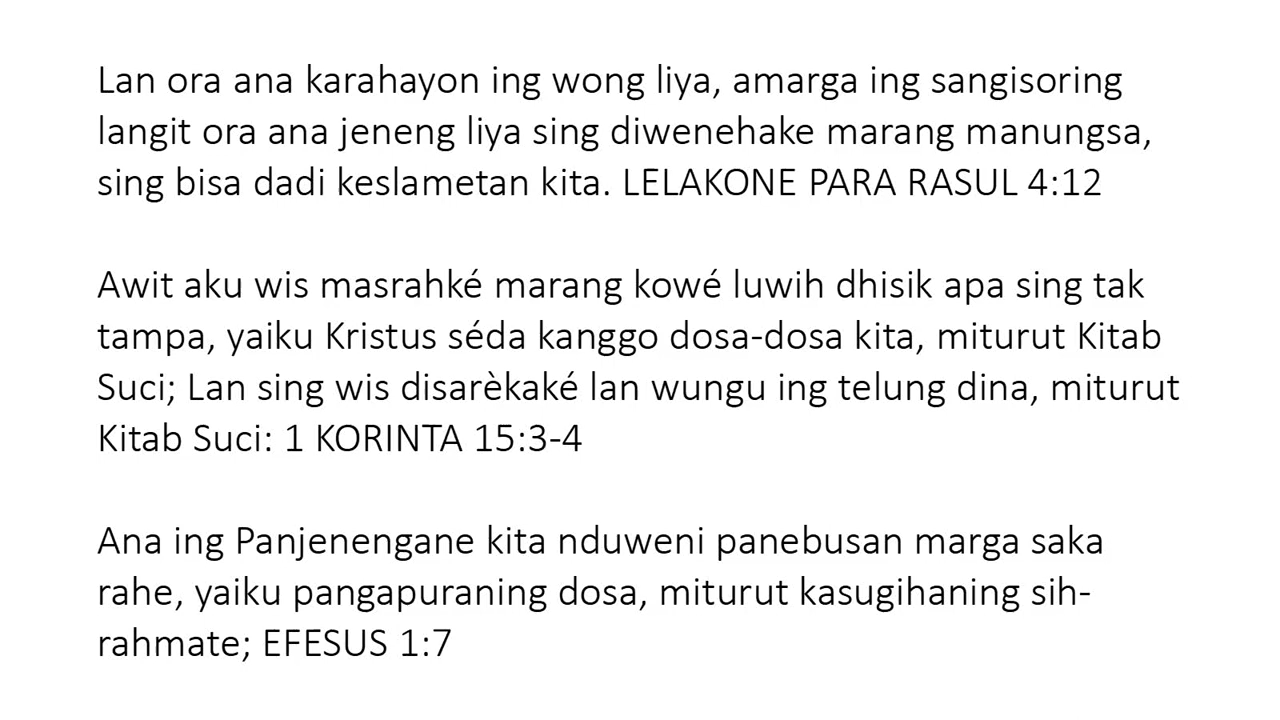 Lan ora ana karahayon ing wong liya, amarga ing sangisoring
langit ora ana jeneng liya sing diwenehake marang manungsa,
sing bisa dadi keslametan kita. LELAKONE PARA RASUL 4:12
Awit aku wis masrahké marang kowé luwih dhisik apa sing tak
tampa, yaiku Kristus séda kanggo dosa-dosa kita, miturut Kitab
Suci; Lan sing wis disarèkaké lan wungu ing telung dina, miturut
Kitab Suci: 1 KORINTA 15:3-4
Ana ing Panjenengane kita nduweni panebusan marga saka
rahe, yaiku pangapuraning dosa, miturut kasugihaning sih-
rahmate; EFESUS 1:7